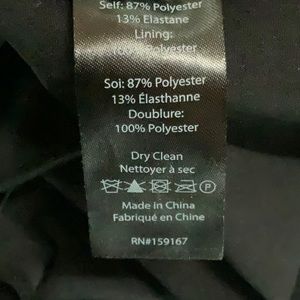 Self: 87% Polyester
13% Elastane
Lining:
100% Polyester
Soi: 87% Polyester
13% Élasthanne
Doublure:
100% Polyester
Dry Clean
Nettoyer à sec
P
Made in China
Fabriqué en Chine
RN#159167